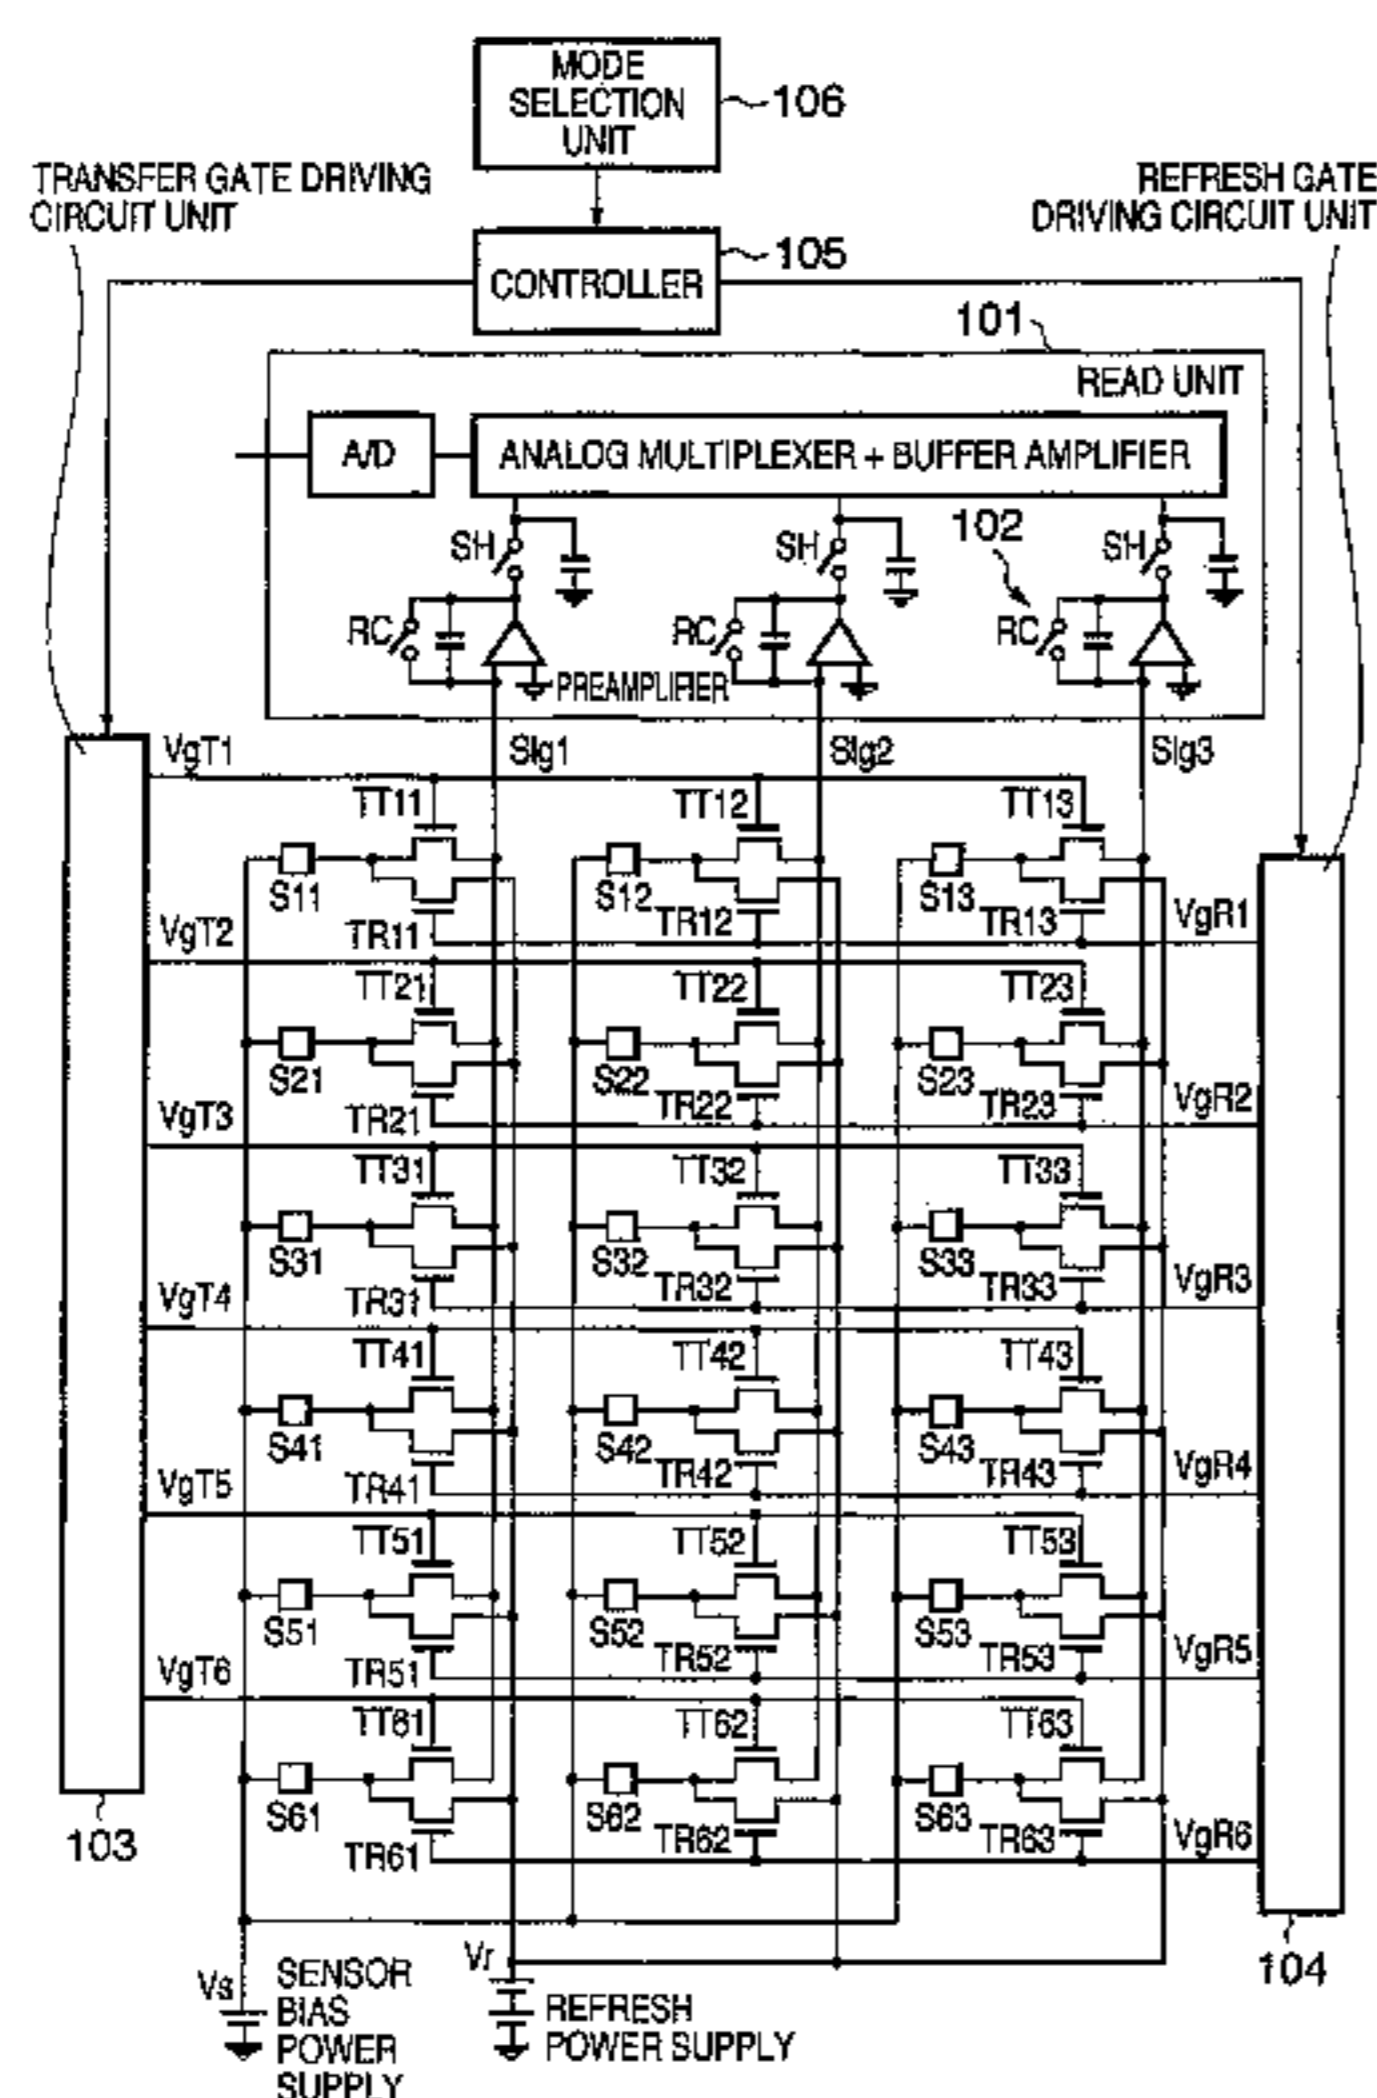 MODE
SELECTION
UNIT
106
TRANSFER GATE DRIVING
CIRCUIT UNIT
REFRESH GATE
DRIVING CIRCUIT UNIT
CONTROLLER
105
101
READ UNIT
A/D
ANALOG MULTIPLEXER + BUFFER AMPLIFIER
SH
SH
102
SH
RC
RC
RC
PREAMPLIFIER
VgT1
Sig1
Sig2
Sig3
TT11
TT12
TT13
S11
S12
S13
VgT2
TR11
TR12
TR13
VgR1
TT21
TT22
TT23
S21
S22
S23
VgT3
TR21
TR22
TR23
VgR2
TT31
TT32
TT33
S31
S32
S33
VgT4
TR31
TR32
TR33
VgR3
TT41
TT42
TT43
S41
S42
S43
VgT5
TR41
TR42
TR43
VgR4
TT51
TT52
TT53
S51
S52
S53
VgT6
TR51
TR52
TR53
VgR5
TT61
TT62
TT63
S61
S62
S63
103
TR61
TR62
TR63
VgR6
104
Vs
SENSOR
BIAS
POWER
SUPPLY
Vr
REFRESH
POWER SUPPLY